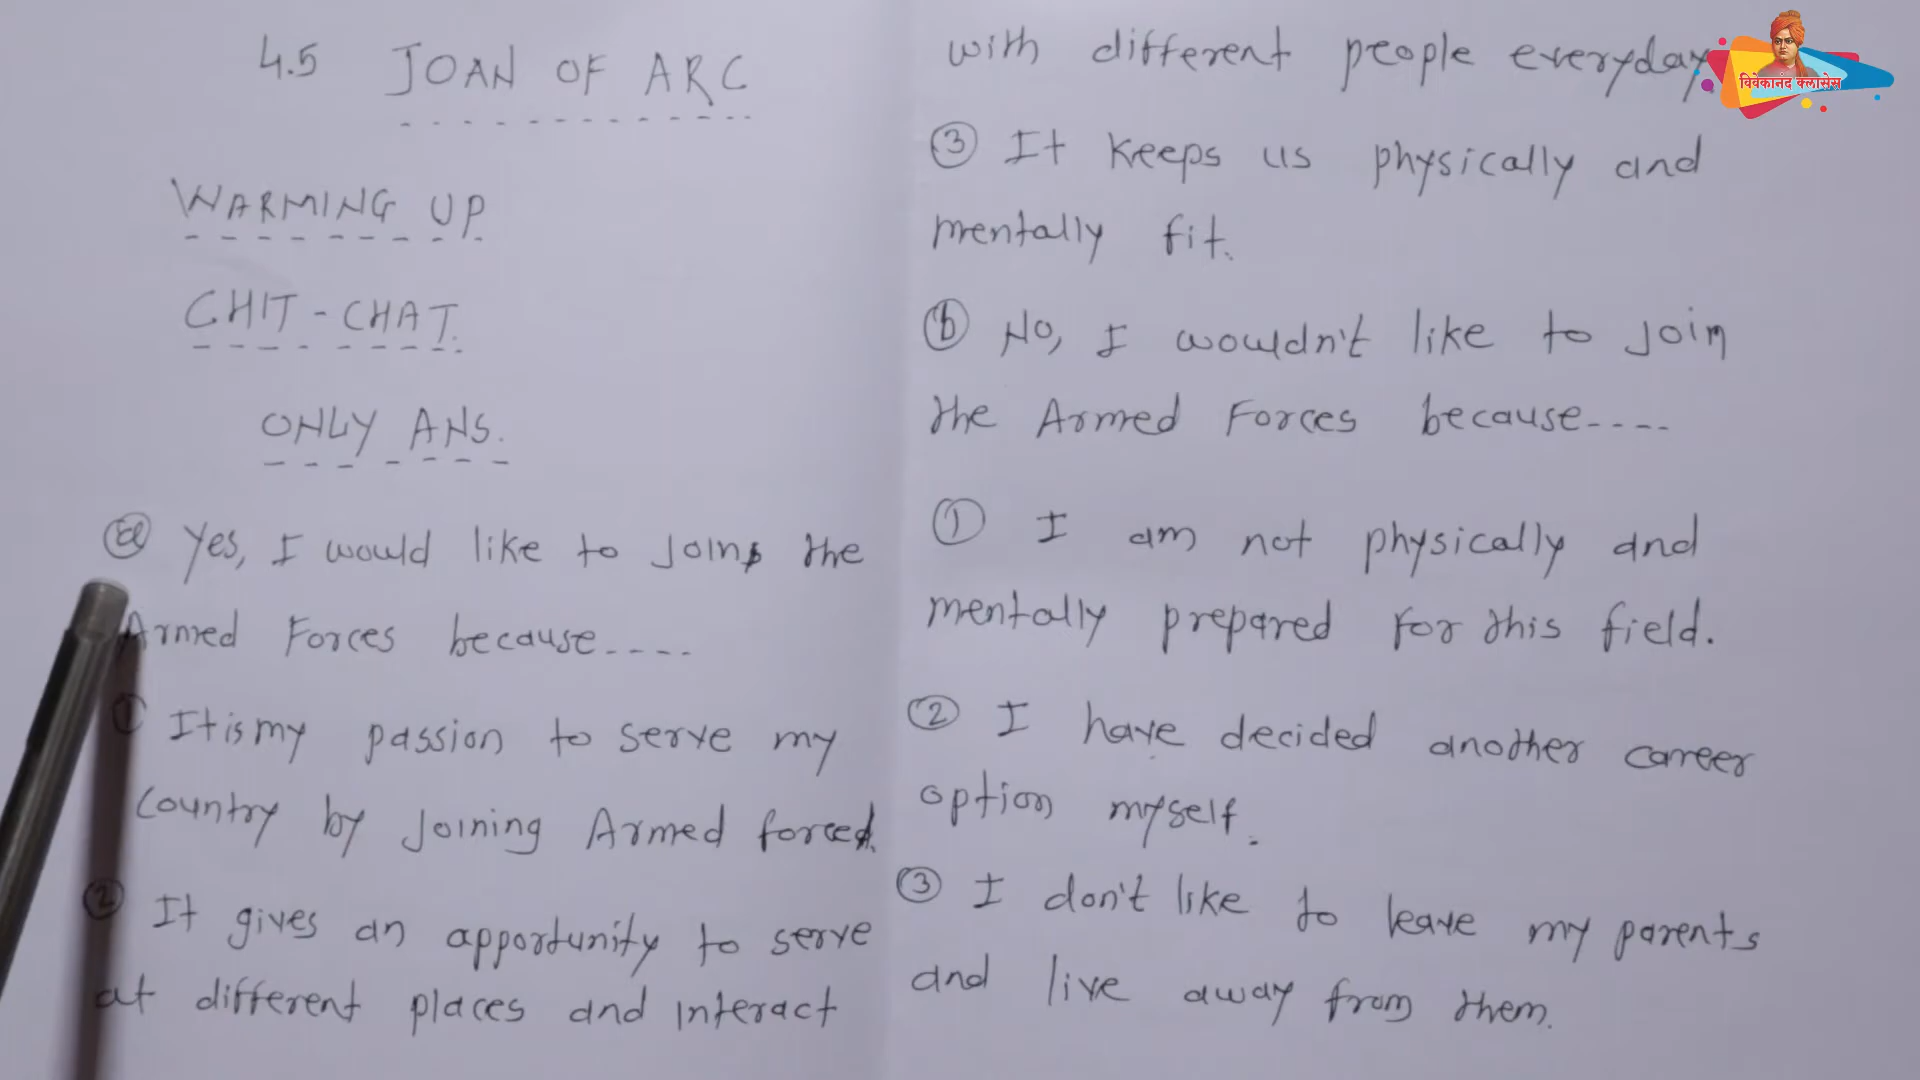 4.5 JOAN OF ARC
WARMING UP
CHIT-CHAT.
ONLY ANS.
a Yes, I would like to join the
Armed Forces because....
1 It is my passion to serve my
country by joining Armed forces.
2 It gives an apportunity to serve
at different places and interact
with different people everyday
3 It keeps us physically and
mentally fit.
b No, I wouldn't like to join
the Armed Forces because----
1 I am not physically and
mentally prepared for this field.
2 I have decided another career
option myself.
3 I don't like to leave my parents
and live away from them.
विवेकानंद क्लासेस